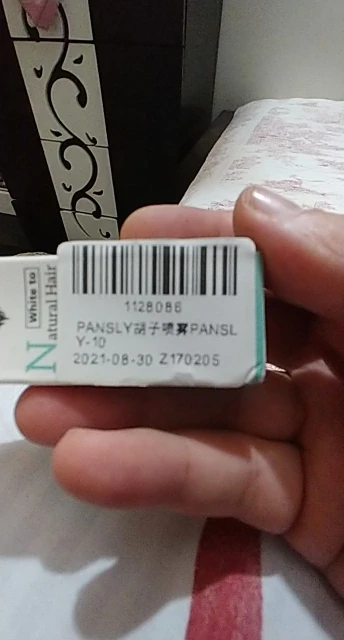 White to
Natural Hair
1128086
PANSLY胡子喷雾PANSL
Y-10
2021-08-30 Z170205